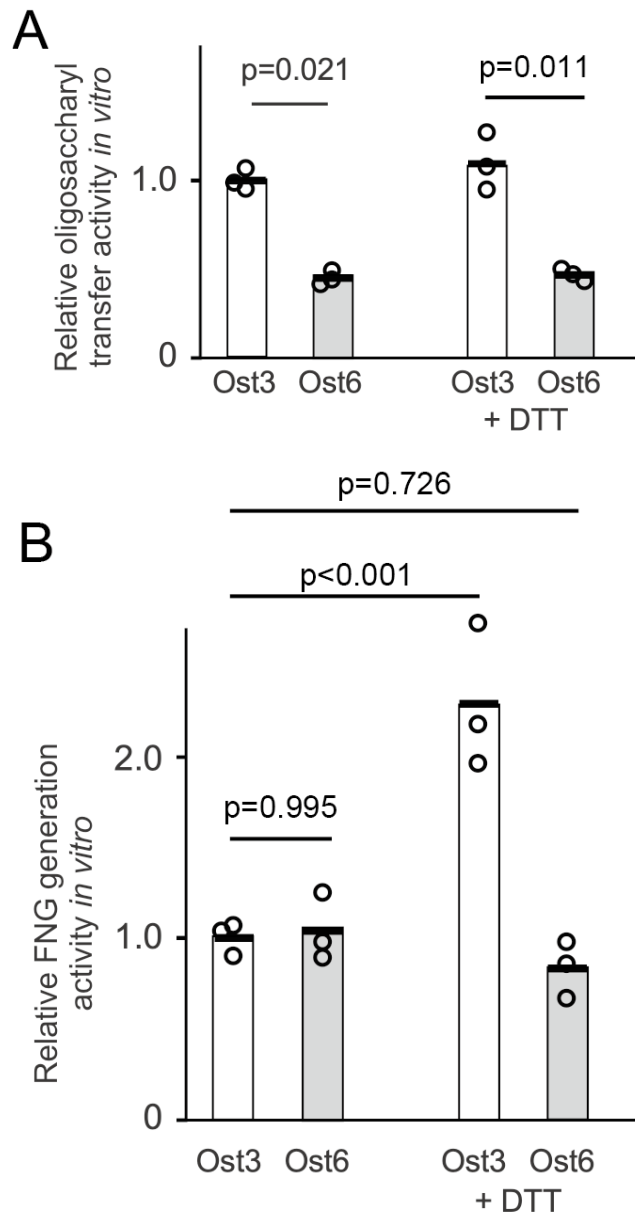 A
p=0.021
p=0.011
Relative oligosaccharyl
transfer activity in vitro
1.0
0
Ost3 Ost6 Ost3 Ost6
+ DTT
p=0.726
B
p<0.001
p=0.995
Relative FNG generation
activity in vitro
2.0
1.0
0
Ost3 Ost6 Ost3 Ost6
+ DTT